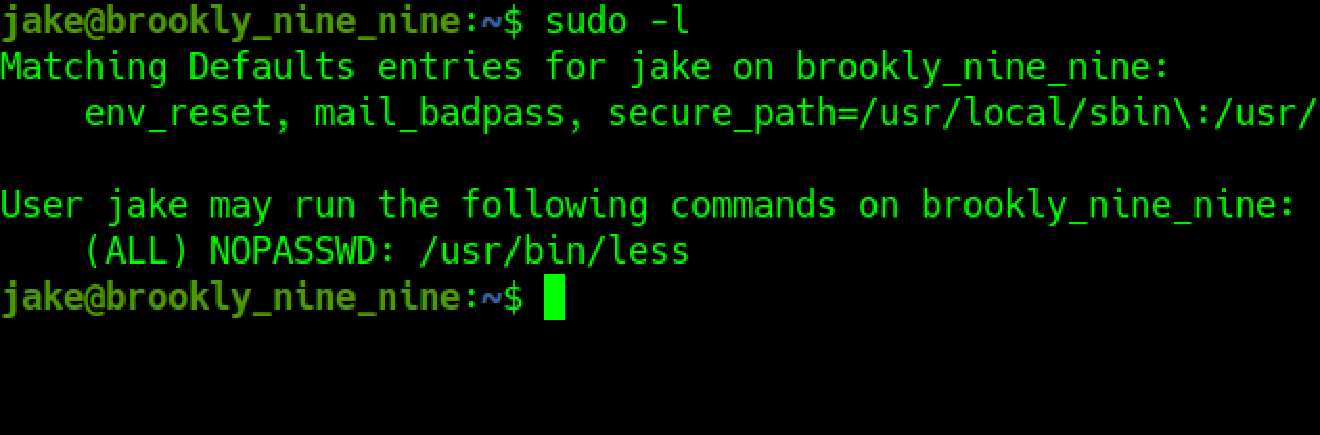 jake@brookly_nine_nine:~$ sudo -l
Matching Defaults entries for jake on brookly_nine_nine:
    env_reset, mail_badpass, secure_path=/usr/local/sbin\:/usr/
User jake may run the following commands on brookly_nine_nine:
    (ALL) NOPASSWD: /usr/bin/less
jake@brookly_nine_nine:~$